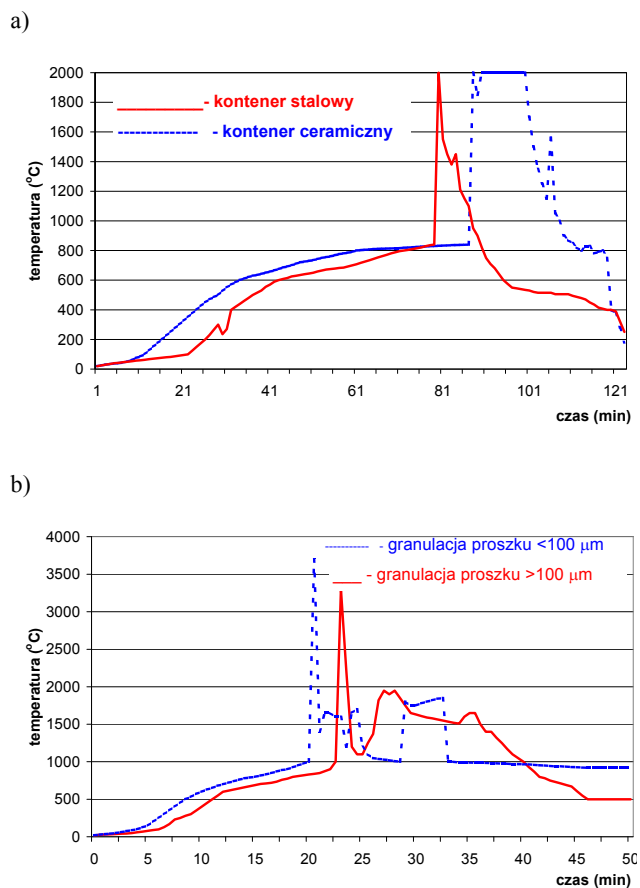 a)
2000
- kontener stalowy
1800
- kontener ceramiczny
1600
1400
1200
1000
800
600
400
200
0
temperatura (°C)
1 21 41 61 81 101 121
czas (min)
b)
4000
- granulacja proszku <100 μm
3500
- granulacja proszku >100 μm
3000
2500
2000
1500
1000
500
0
temperatura (°C)
0 5 10 15 20 25 30 35 40 45 50
czas (min)